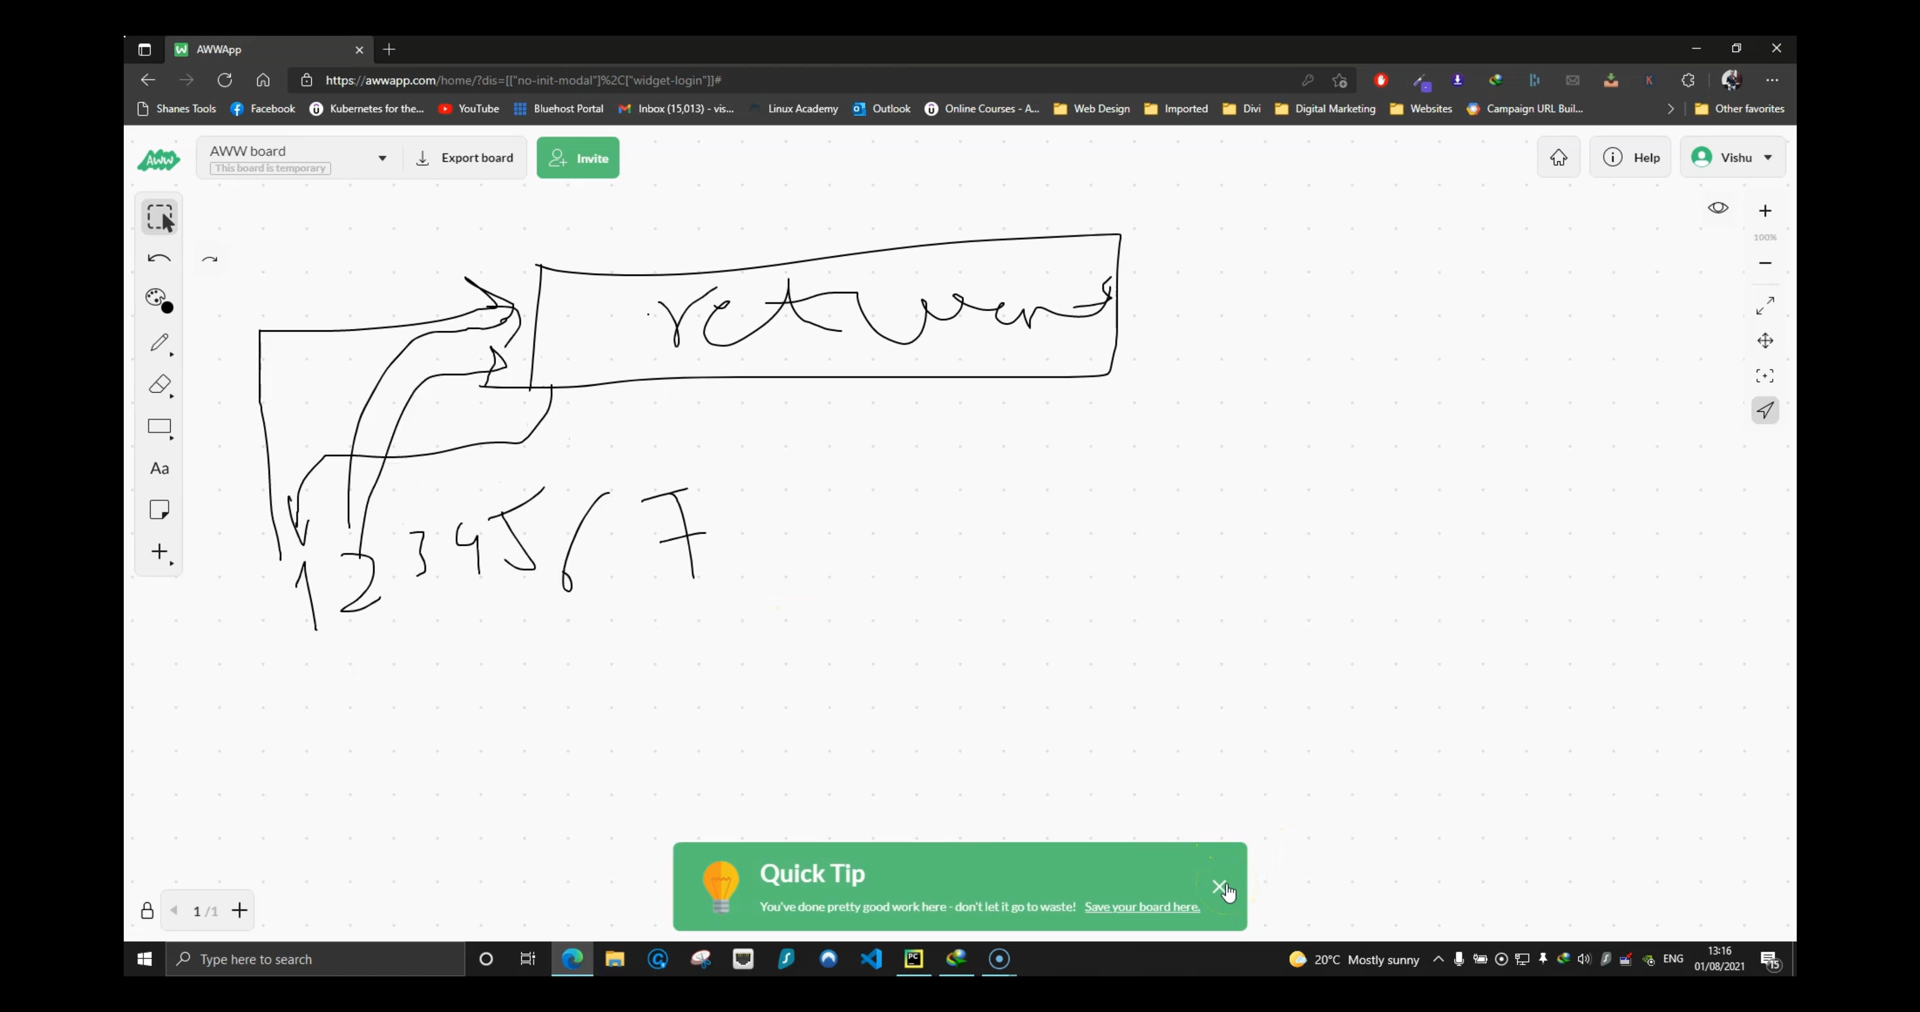 AWWApp
https://awwapp.com/home/?dis=[["no-init-modal"]%2C["widget-login"]]#
Shanes Tools Facebook Kubernetes for the... YouTube Bluehost Portal Inbox (15,013) - vis... Linux Academy Outlook Online Courses - A... Web Design Imported Divi Digital Marketing Websites Campaign URL Buil... Other favorites
AWW board
This board is temporary
Export board
Invite
Help
Vishu
100%
Aa
1 2 3 4 5 6 7
Quick Tip
You've done pretty good work here - don't let it go to waste! Save your board here.
1 /1
Type here to search
20°C Mostly sunny
ENG
13:16
01/08/2021
15